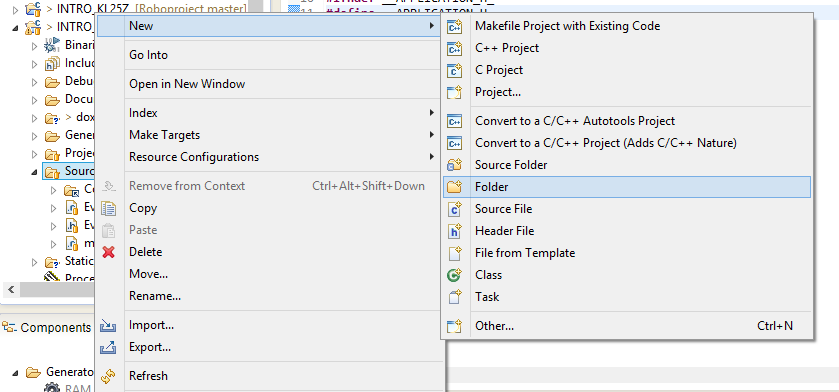 > INTRO_KL25Z [Roboproject master]
> INTRO_
Binari
Includ
Debu
Docu
> dox
Gener
Projec
Sourc
Co
Ev
Ev
m
Static
Proce
Components
Generato
RAM
New
Go Into
Open in New Window
Index
Make Targets
Resource Configurations
Remove from Context Ctrl+Alt+Shift+Down
Copy
Paste
Delete
Move...
Rename...
Import...
Export...
Refresh
11 #define __APPLICATION_H_
Makefile Project with Existing Code
C++ Project
C Project
Project...
Convert to a C/C++ Autotools Project
Convert to a C/C++ Project (Adds C/C++ Nature)
Source Folder
Folder
Source File
Header File
File from Template
Class
Task
Other... Ctrl+N